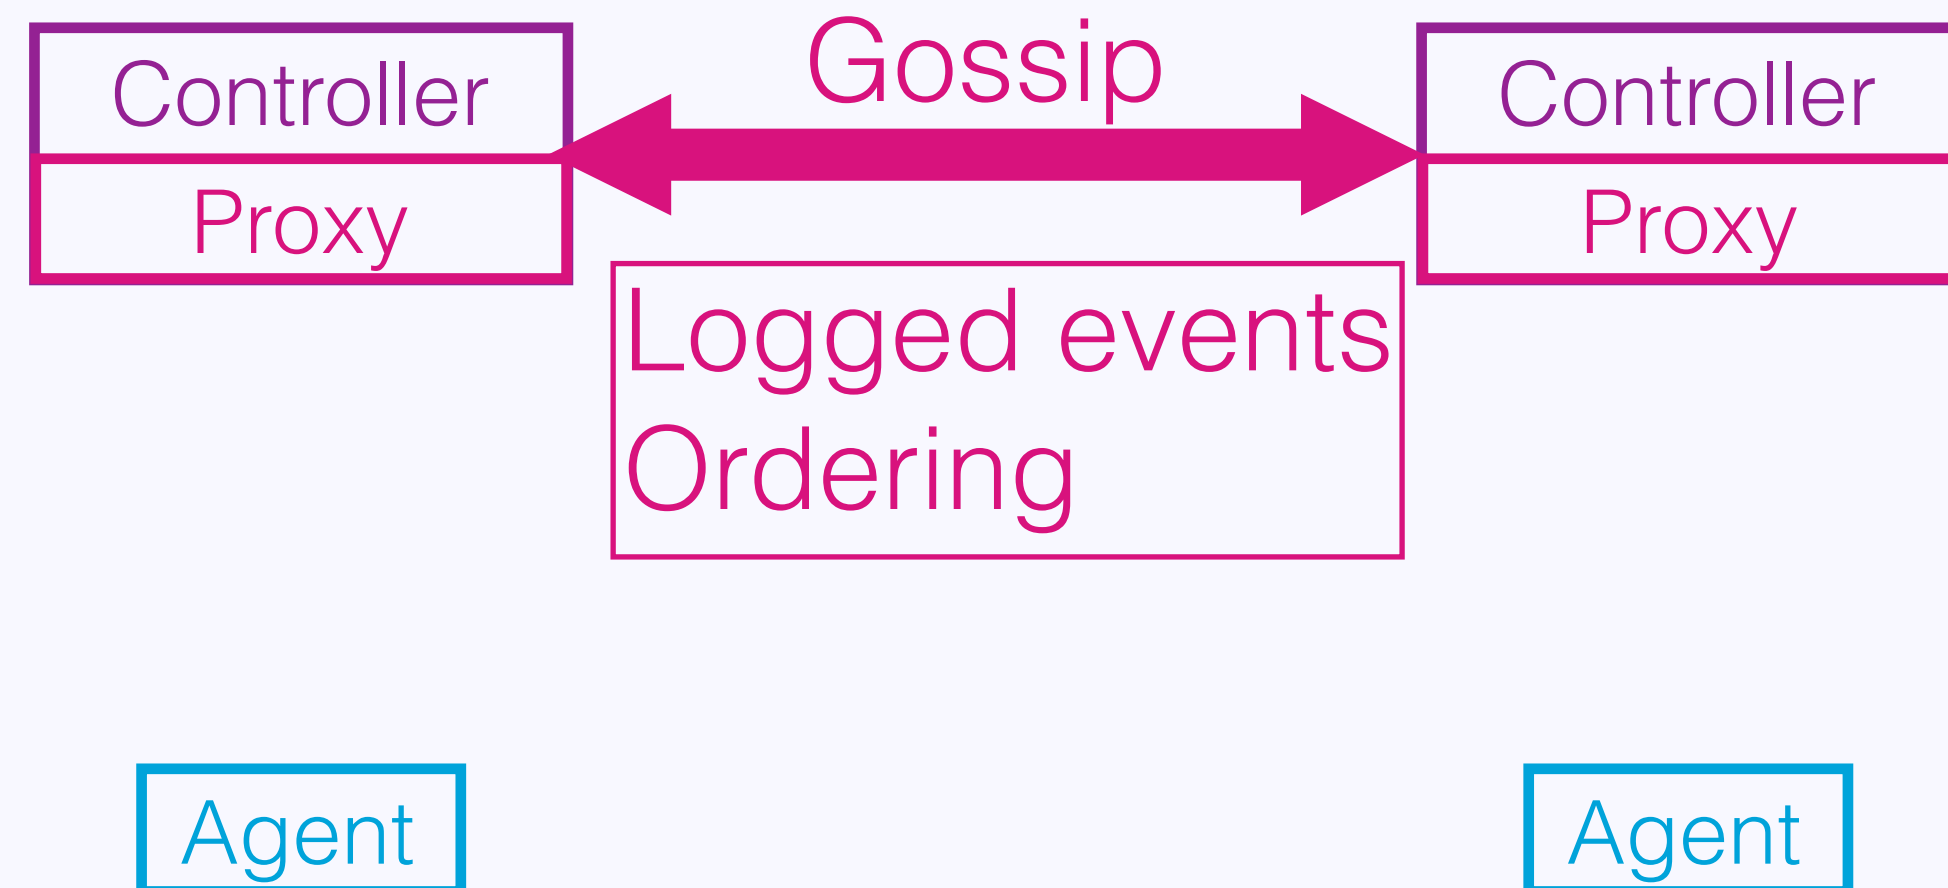 Gossip
Controller
Controller
Proxy
Proxy
Logged events
Ordering
Agent
Agent